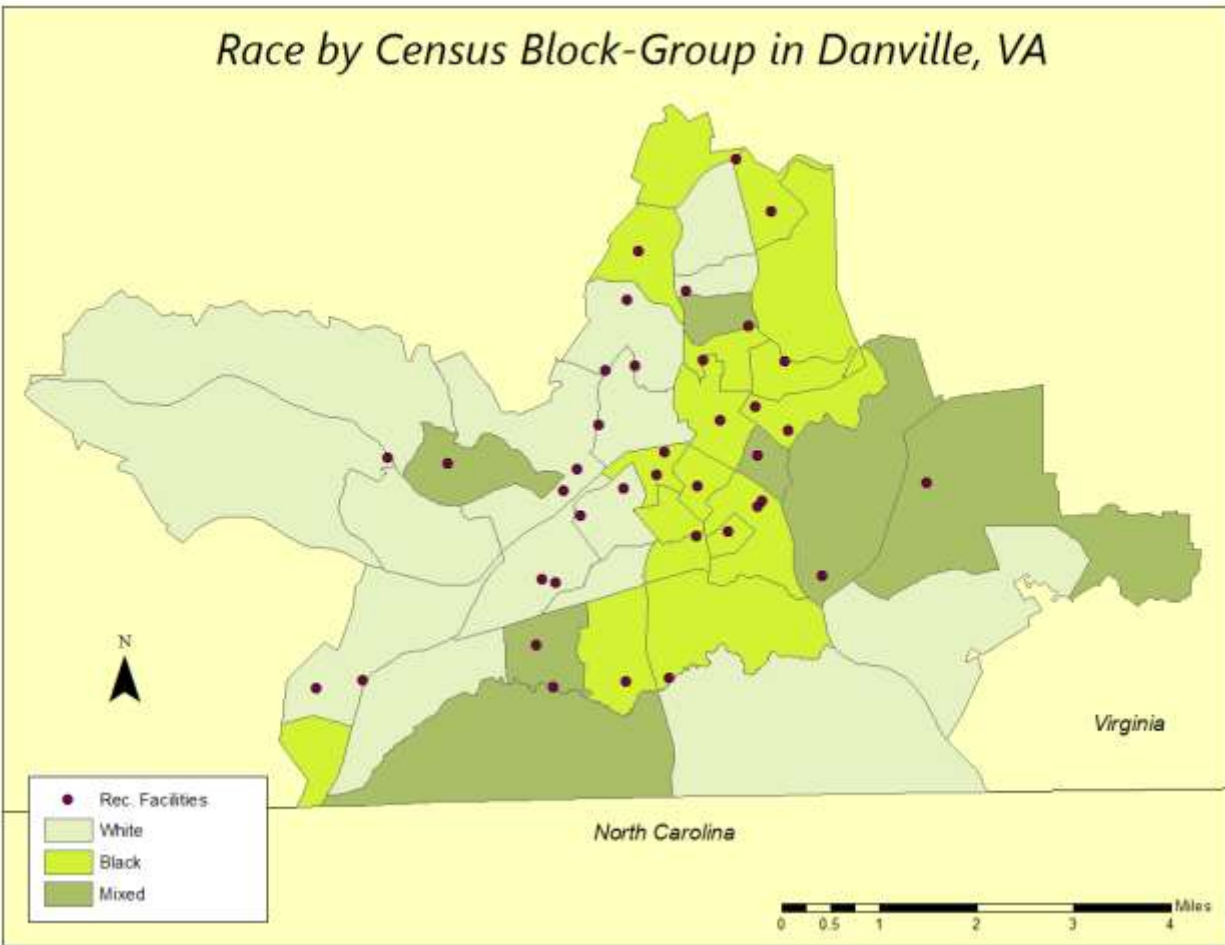 Race by Census Block-Group in Danville, VA
N
Virginia
Rec. Facilities
White
Black
Mixed
North Carolina
Miles
0 0.5 1 2 3 4